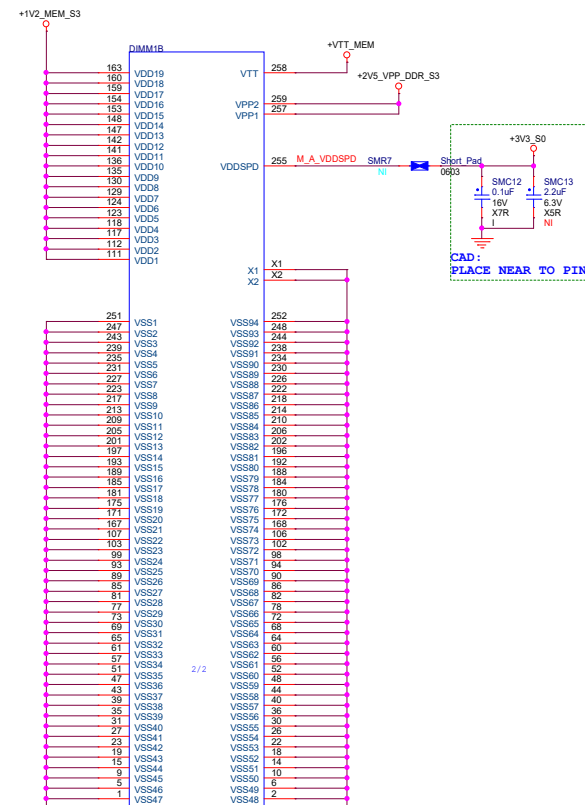 +1V2_MEM_S3
DIMM1B
+VTT_MEM
+2V5_VPP_DDR_S3
163 VDD19 VTT 258
160 VDD18
159 VDD17
154 VDD16 VPP2 259
153 VDD15 VPP1 257
148 VDD14
147 VDD13
142 VDD12
141 VDD11
136 VDD10 VDDSPD 255 M_A_VDDSPD SMR7 Short_Pad
NI 0603
135 VDD9
130 VDD8
129 VDD7
124 VDD6
123 VDD5
118 VDD4
117 VDD3
112 VDD2
111 VDD1
+3V3_S0
SMC12
0.1uF
16V
X7R
I
SMC13
2.2uF
6.3V
X5R
NI
CAD:
PLACE NEAR TO PIN
X1 X1
X2 X2
251 VSS1 VSS94 252
247 VSS2 VSS93 248
243 VSS3 VSS92 244
239 VSS4 VSS91 238
235 VSS5 VSS90 234
231 VSS6 VSS89 230
227 VSS7 VSS88 226
223 VSS8 VSS87 222
217 VSS9 VSS86 218
213 VSS10 VSS85 214
209 VSS11 VSS84 210
205 VSS12 VSS83 206
201 VSS13 VSS82 202
197 VSS14 VSS81 196
193 VSS15 VSS80 192
189 VSS16 VSS79 188
185 VSS17 VSS78 184
181 VSS18 VSS77 180
175 VSS19 VSS76 176
171 VSS20 VSS75 172
167 VSS21 VSS74 168
107 VSS22 VSS73 106
103 VSS23 VSS72 102
99 VSS24 VSS71 98
93 VSS25 VSS70 94
89 VSS26 VSS69 90
85 VSS27 VSS68 86
81 VSS28 VSS67 82
77 VSS29 VSS66 78
73 VSS30 VSS65 72
69 VSS31 VSS64 68
65 VSS32 VSS63 64
61 VSS33 VSS62 60
57 VSS34 VSS61 56
2/2
51 VSS35 VSS60 52
47 VSS36 VSS59 48
43 VSS37 VSS58 44
39 VSS38 VSS57 40
35 VSS39 VSS56 36
31 VSS40 VSS55 30
27 VSS41 VSS54 26
23 VSS42 VSS53 22
19 VSS43 VSS52 18
15 VSS44 VSS51 14
9 VSS45 VSS50 10
5 VSS46 VSS49 6
1 VSS47 VSS48 2